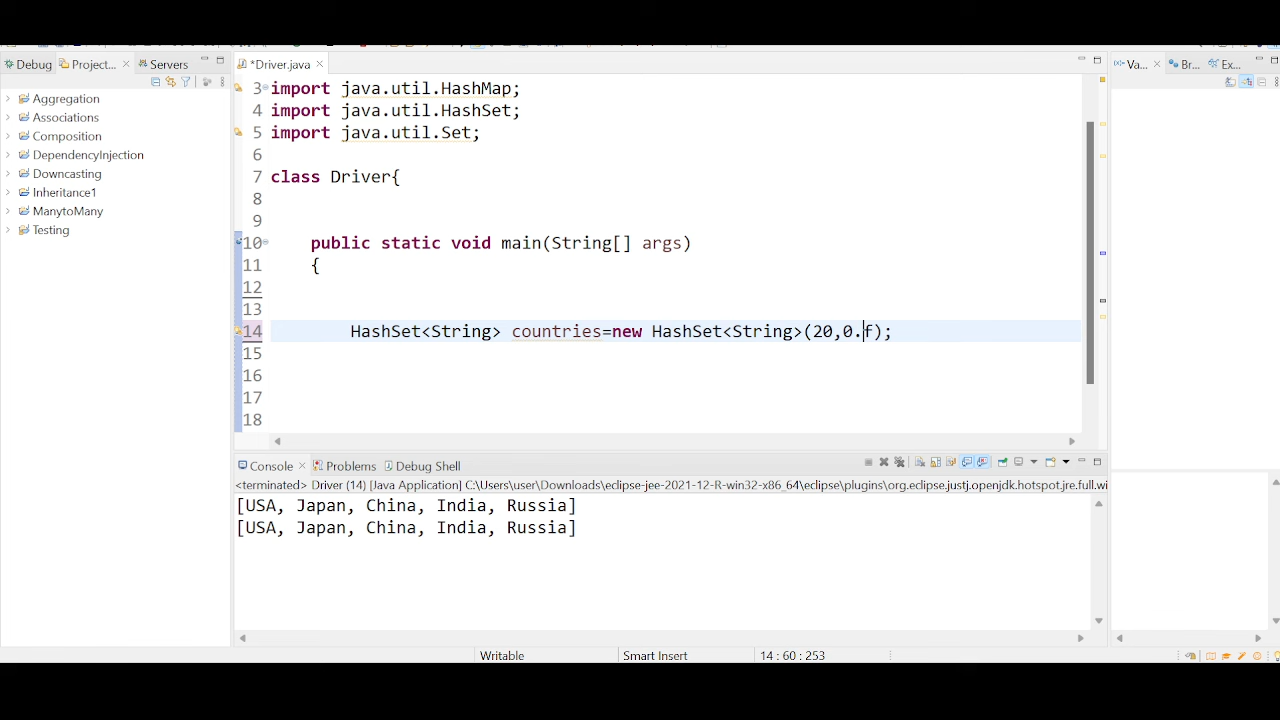 Debug Project... Servers *Driver.java Va... Br... Ex...
Aggregation
Associations
Composition
DependencyInjection
Downcasting
Inheritance1
ManytoMany
Testing
3 import java.util.HashMap;
4 import java.util.HashSet;
5 import java.util.Set;
6
7 class Driver{
8
9
10 public static void main(String[] args)
11 {
12
13
14 HashSet<String> countries=new HashSet<String>(20,0.f);
15
16
17
18
Console Problems Debug Shell
<terminated> Driver (14) [Java Application] C:\Users\user\Downloads\eclipse-jee-2021-12-R-win32-x86_64\eclipse\plugins\org.eclipse.justj.openjdk.hotspot.jre.full.wi
[USA, Japan, China, India, Russia]
[USA, Japan, China, India, Russia]
Writable Smart Insert 14 : 60 : 253